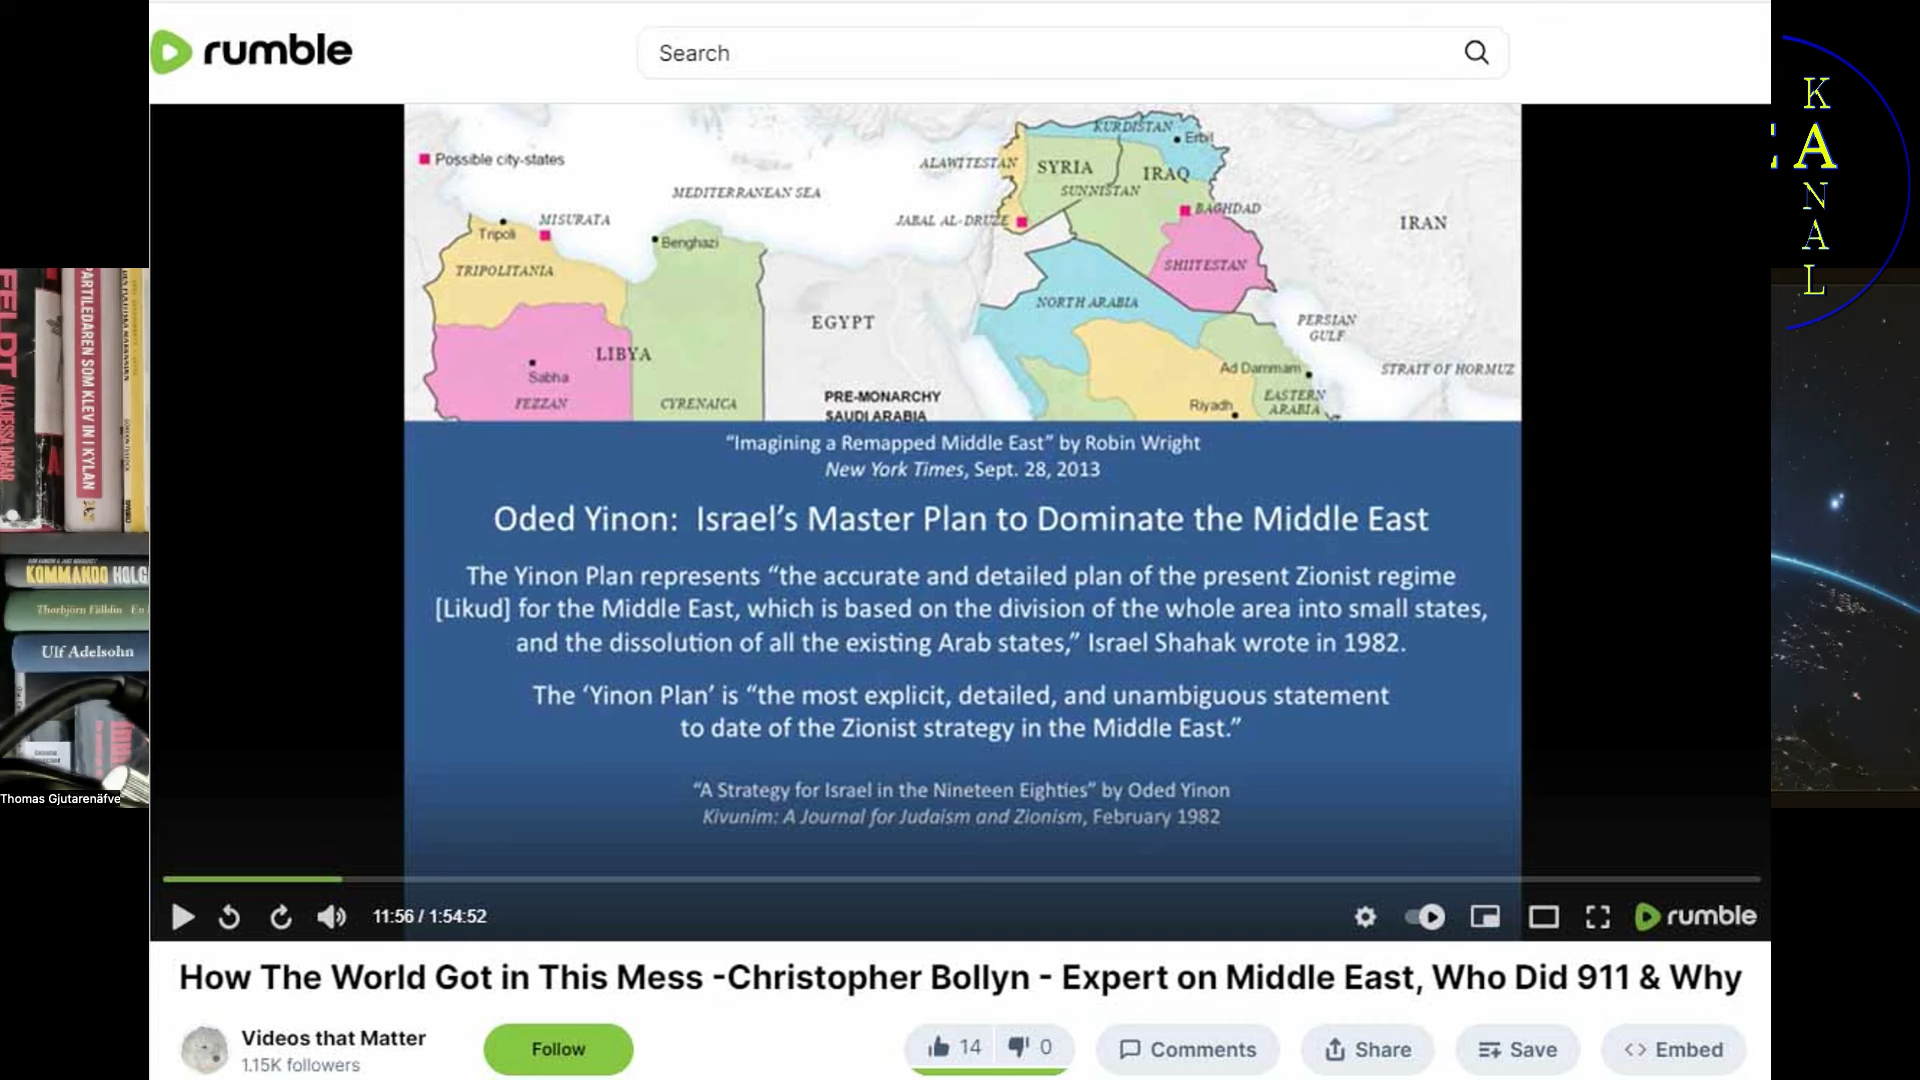 rumble
Search
K
E A
N
A
L
Possible city-states
KURDISTAN
Erbil
ALAWITESTAN
SYRIA
IRAQ
SUNNISTAN
MEDITERRANEAN SEA
MISURATA
JABAL AL-DRUZE
BAGHDAD
IRAN
Tripoli
Benghazi
TRIPOLITANIA
SHIITESTAN
NORTH ARABIA
EGYPT
PERSIAN
GULF
LIBYA
Sabha
Ad Dammam
STRAIT OF HORMUZ
FEZZAN
CYRENAICA
PRE-MONARCHY
SAUDI ARABIA
Riyadh
EASTERN
ARABIA
“Imagining a Remapped Middle East” by Robin Wright
New York Times, Sept. 28, 2013
Oded Yinon: Israel’s Master Plan to Dominate the Middle East
The Yinon Plan represents “the accurate and detailed plan of the present Zionist regime
[Likud] for the Middle East, which is based on the division of the whole area into small states,
and the dissolution of all the existing Arab states,” Israel Shahak wrote in 1982.
The ‘Yinon Plan’ is “the most explicit, detailed, and unambiguous statement
to date of the Zionist strategy in the Middle East.”
“A Strategy for Israel in the Nineteen Eighties” by Oded Yinon
Kivunim: A Journal for Judaism and Zionism, February 1982
FELDT
ALLA DESSA DAGAR
PARTILEDAREN SOM KLEV IN I KYLAN
KOMMANDO HOLG
Thorbjörn Fälldin En
Ulf Adelsohn
Thomas Gjutarenäfve
11:56 / 1:54:52
rumble
How The World Got in This Mess -Christopher Bollyn - Expert on Middle East, Who Did 911 & Why
Videos that Matter
1.15K followers
Follow
14
0
Comments
Share
Save
Embed